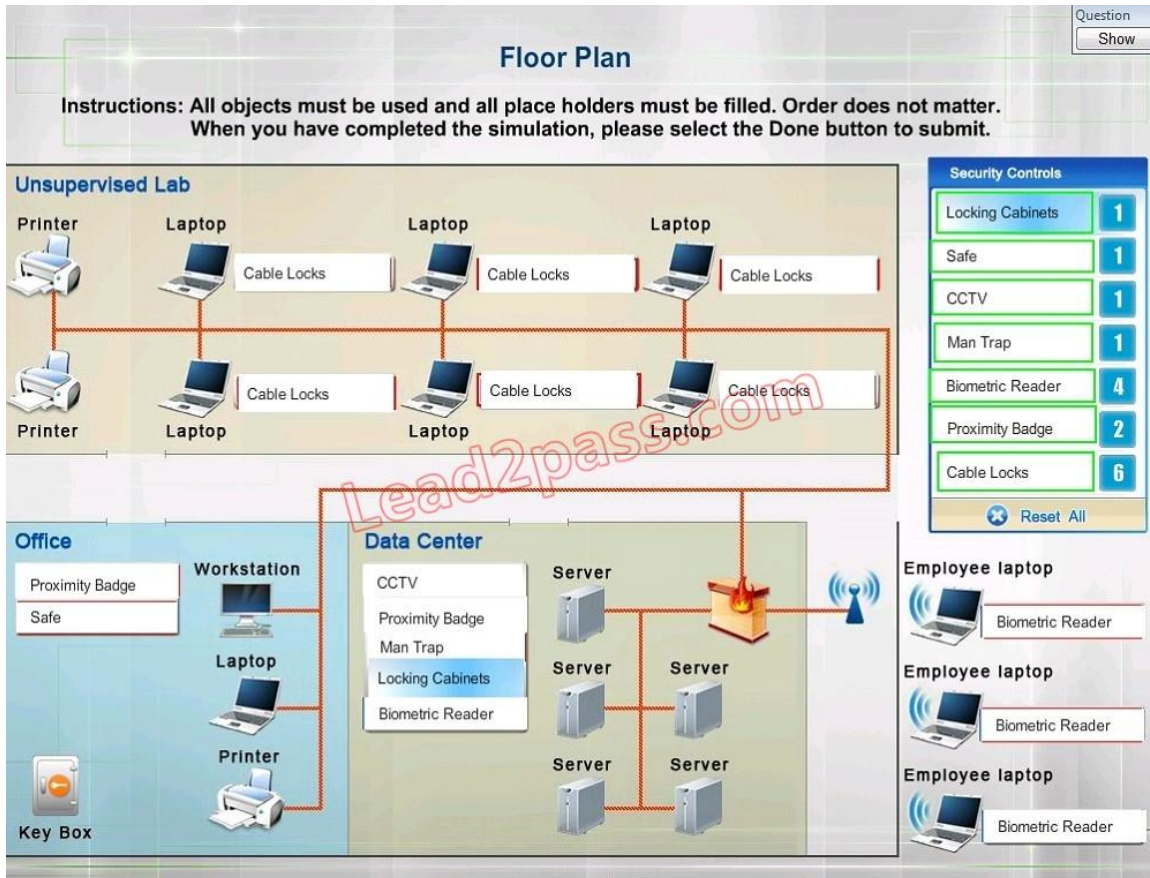 Question
Show
Floor Plan
Instructions: All objects must be used and all place holders must be filled. Order does not matter.
When you have completed the simulation, please select the Done button to submit.
Unsupervised Lab
Printer
Laptop
Laptop
Laptop
Cable Locks
Cable Locks
Cable Locks
Cable Locks
Cable Locks
Cable Locks
Printer
Laptop
Laptop
Laptop
Security Controls
Locking Cabinets 1
Safe 1
CCTV 1
Man Trap 1
Biometric Reader 4
Proximity Badge 2
Cable Locks 6
Reset All
Lead2pass.com
Office
Proximity Badge
Safe
Workstation
Laptop
Printer
Key Box
Data Center
CCTV
Proximity Badge
Man Trap
Locking Cabinets
Biometric Reader
Server
Server
Server
Server
Server
Employee laptop
Biometric Reader
Employee laptop
Biometric Reader
Employee laptop
Biometric Reader